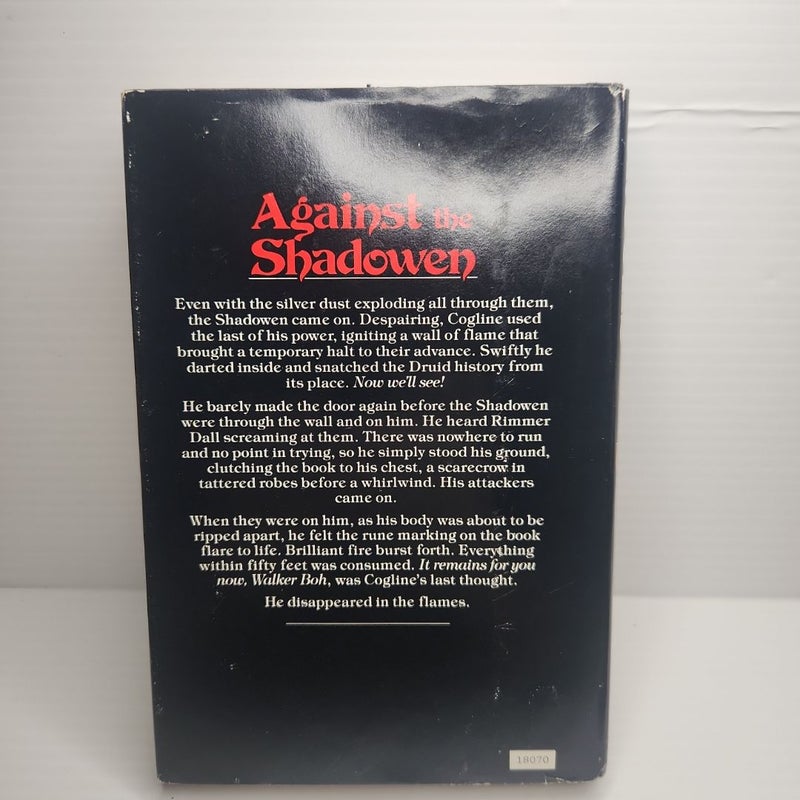 Against the
Shadowen
Even with the silver dust exploding all through them,
the Shadowen came on. Despairing, Cogline used
the last of his power, igniting a wall of flame that
brought a temporary halt to their advance. Swiftly he
darted inside and snatched the Druid history from
its place. Now we'll see!
He barely made the door again before the Shadowen
were through the wall and on him. He heard Rimmer
Dall screaming at them. There was nowhere to run
and no point in trying, so he simply stood his ground,
clutching the book to his chest, a scarecrow in
tattered robes before a whirlwind. His attackers
came on.
When they were on him, as his body was about to be
ripped apart, he felt the rune marking on the book
flare to life. Brilliant fire burst forth. Everything
within fifty feet was consumed. It remains for you
now, Walker Boh, was Cogline's last thought.
He disappeared in the flames.
18070